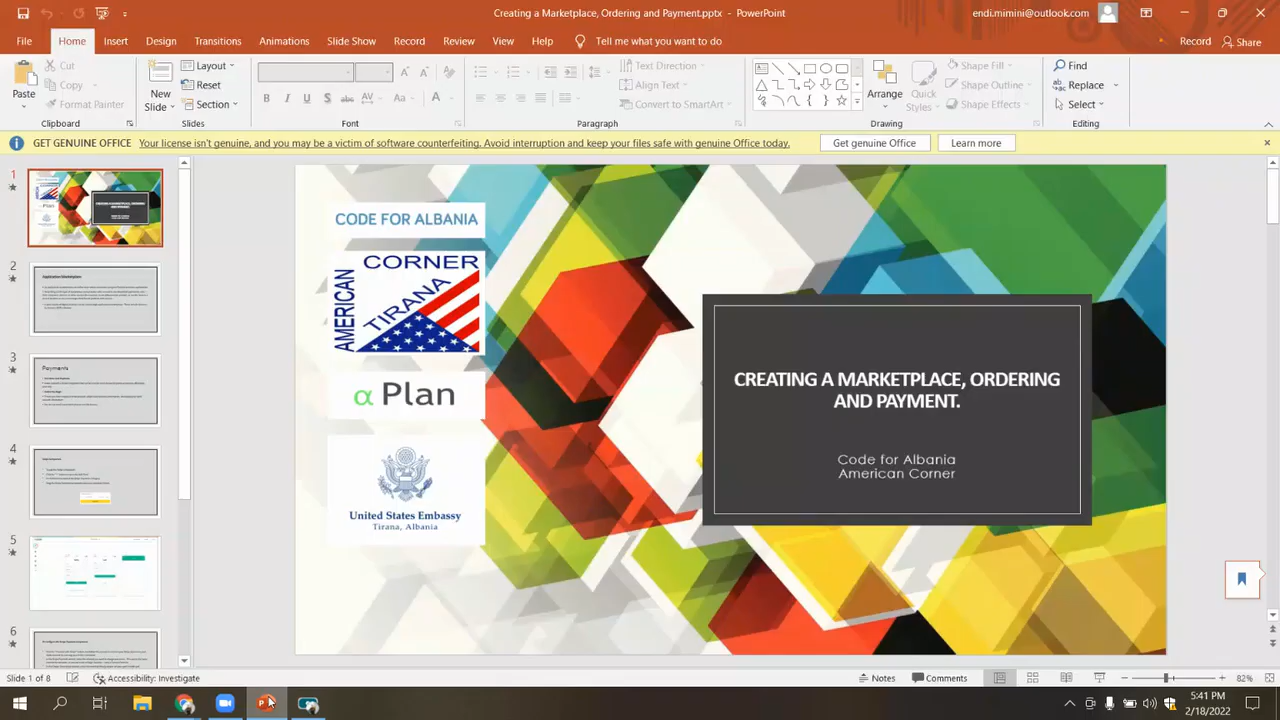 Creating a Marketplace, Ordering and Payment.pptx - PowerPoint
endi.mimini@outlook.com
File Home Insert Design Transitions Animations Slide Show Record Review View Help Tell me what you want to do
Record Share
Paste
Cut
Copy
Format Painter
Clipboard
New
Slide
Layout
Reset
Section
Slides
Font
Text Direction
Align Text
Convert to SmartArt
Paragraph
Arrange
Quick
Styles
Shape Fill
Shape Outline
Shape Effects
Drawing
Find
Replace
Select
Editing
GET GENUINE OFFICE Your license isn't genuine, and you may be a victim of software counterfeiting. Avoid interruption and keep your files safe with genuine Office today.
Get genuine Office
Learn more
1
2
3
Payments
4
5
6
CODE FOR ALBANIA
AMERICAN
CORNER
TIRANA
α Plan
United States Embassy
Tirana, Albania
CREATING A MARKETPLACE, ORDERING
AND PAYMENT.
Code for Albania
American Corner
Slide 1 of 8
Accessibility: Investigate
Notes
Comments
82%
5:41 PM
2/18/2022